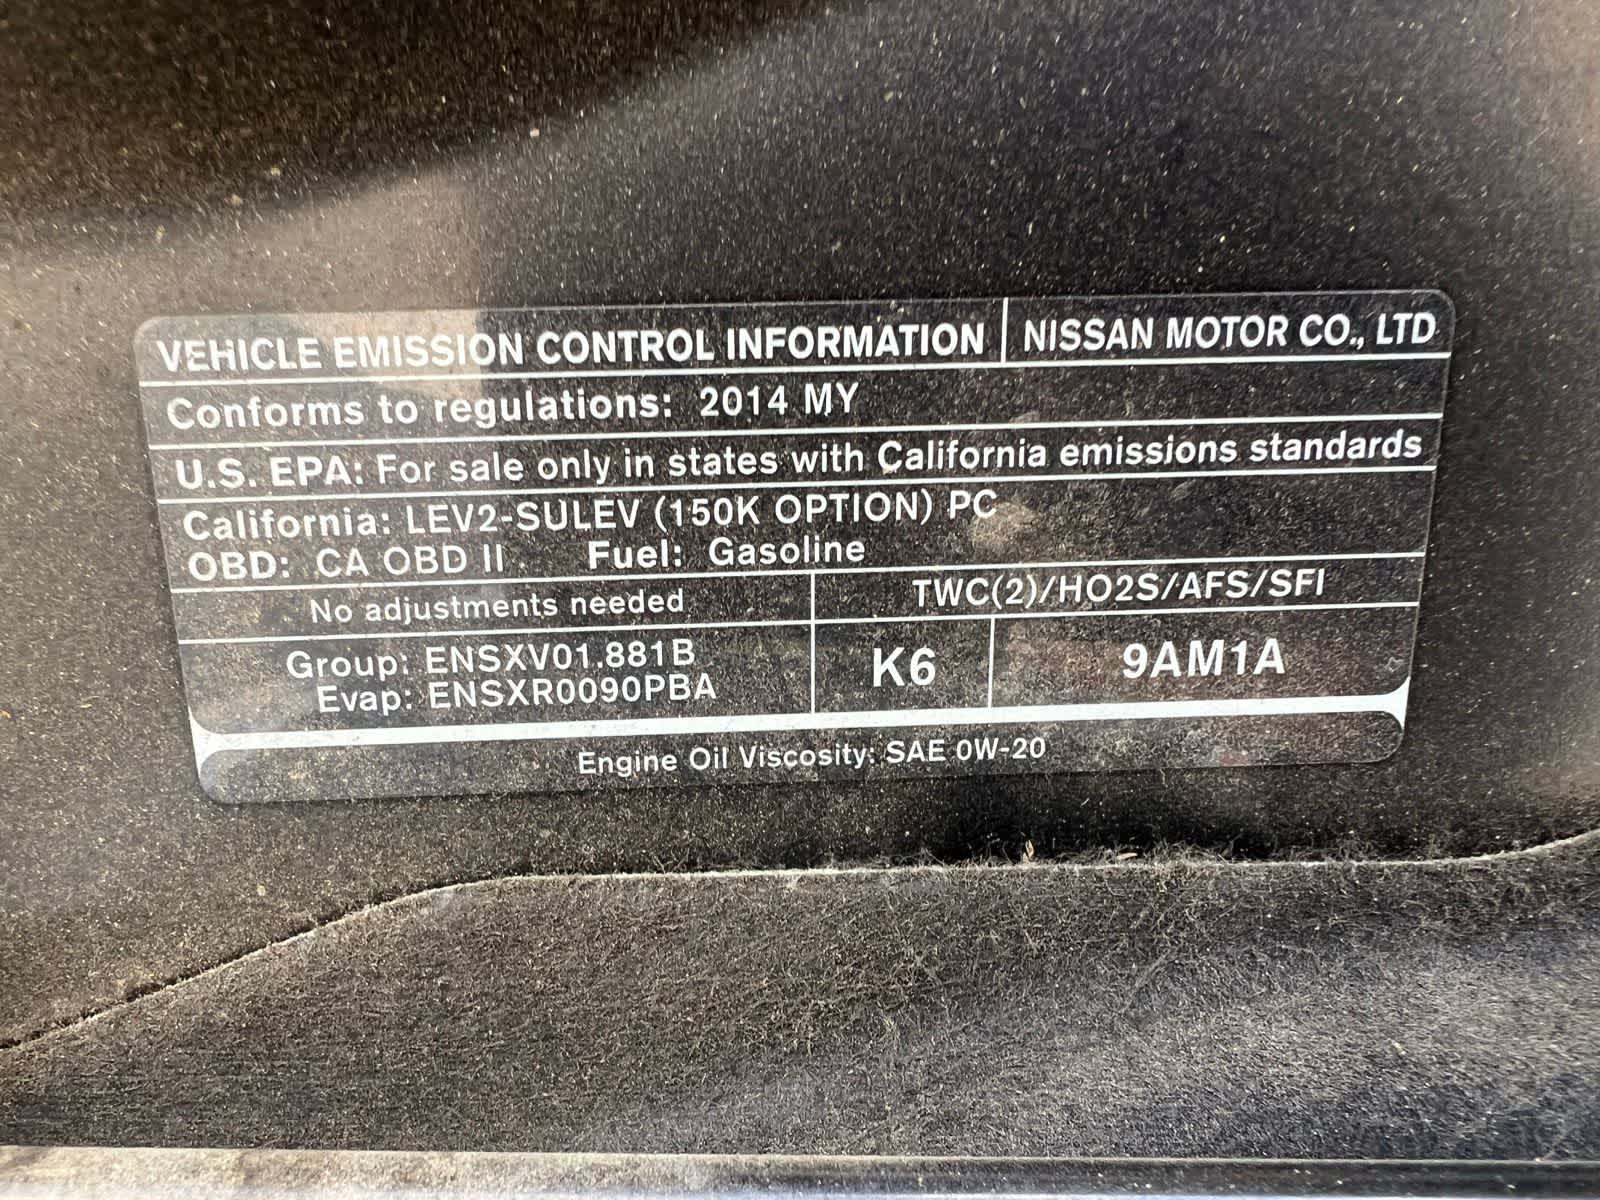 VEHICLE EMISSION CONTROL INFORMATION NISSAN MOTOR CO., LTD
Conforms to regulations: 2014 MY
U.S. EPA: For sale only in states with California emissions standards
California: LEV2-SULEV (150K OPTION) PC
OBD: CA OBD II Fuel: Gasoline
No adjustments needed TWC(2)/HO2S/AFS/SFI
Group: ENSXV01.881B
Evap: ENSXR0090PBA
K6 9AM1A
Engine Oil Viscosity: SAE 0W-20